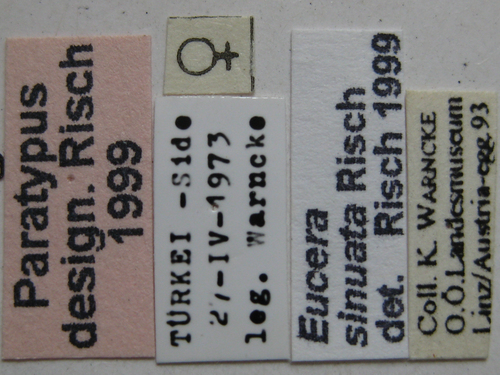 Paratypus
design. Risch
1999
♀
TÜRKEI -Side
27-IV-1973
leg. Warncke
Eucera
sinuata Risch
det. Risch 1999
Coll. K. WARNCKE
O.Ö.Landesmuseum
Linz/Austria-egg.93